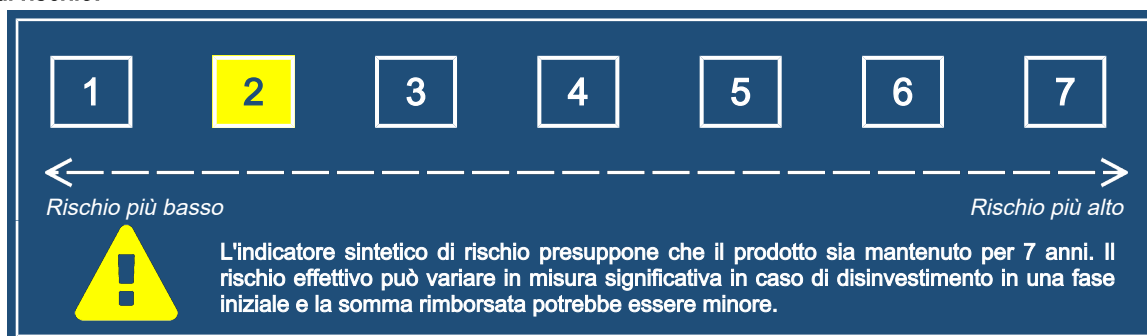 1 2 3 4 5 6 7
Rischio più basso Rischio più alto
L'indicatore sintetico di rischio presuppone che il prodotto sia mantenuto per 7 anni. Il
rischio effettivo può variare in misura significativa in caso di disinvestimento in una fase
iniziale e la somma rimborsata potrebbe essere minore.